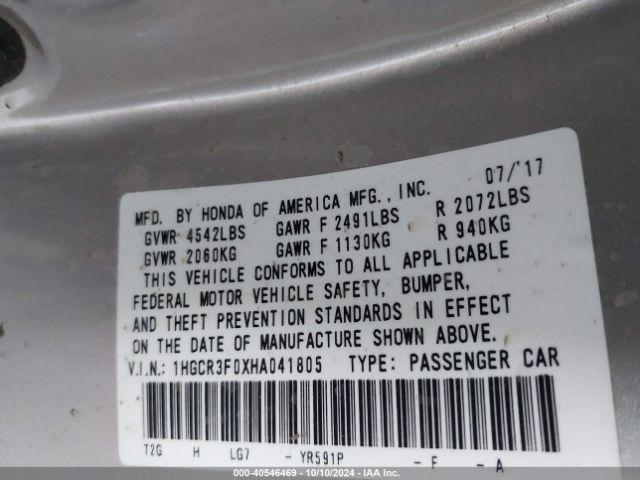 MFD. BY HONDA OF AMERICA MFG., INC. 07/'17
GVWR 4542LBS GAWR F 2491LBS R 2072LBS
GVWR 2060KG GAWR F 1130KG R 940KG
THIS VEHICLE CONFORMS TO ALL APPLICABLE
FEDERAL MOTOR VEHICLE SAFETY, BUMPER,
AND THEFT PREVENTION STANDARDS IN EFFECT
ON THE DATE OF MANUFACTURE SHOWN ABOVE.
V.I.N.: 1HGCR3F0XHA041805 TYPE: PASSENGER CAR
T2G H LG7 - YR591P - F - A
000-40546469 - 10/10/2024 - IAA Inc.